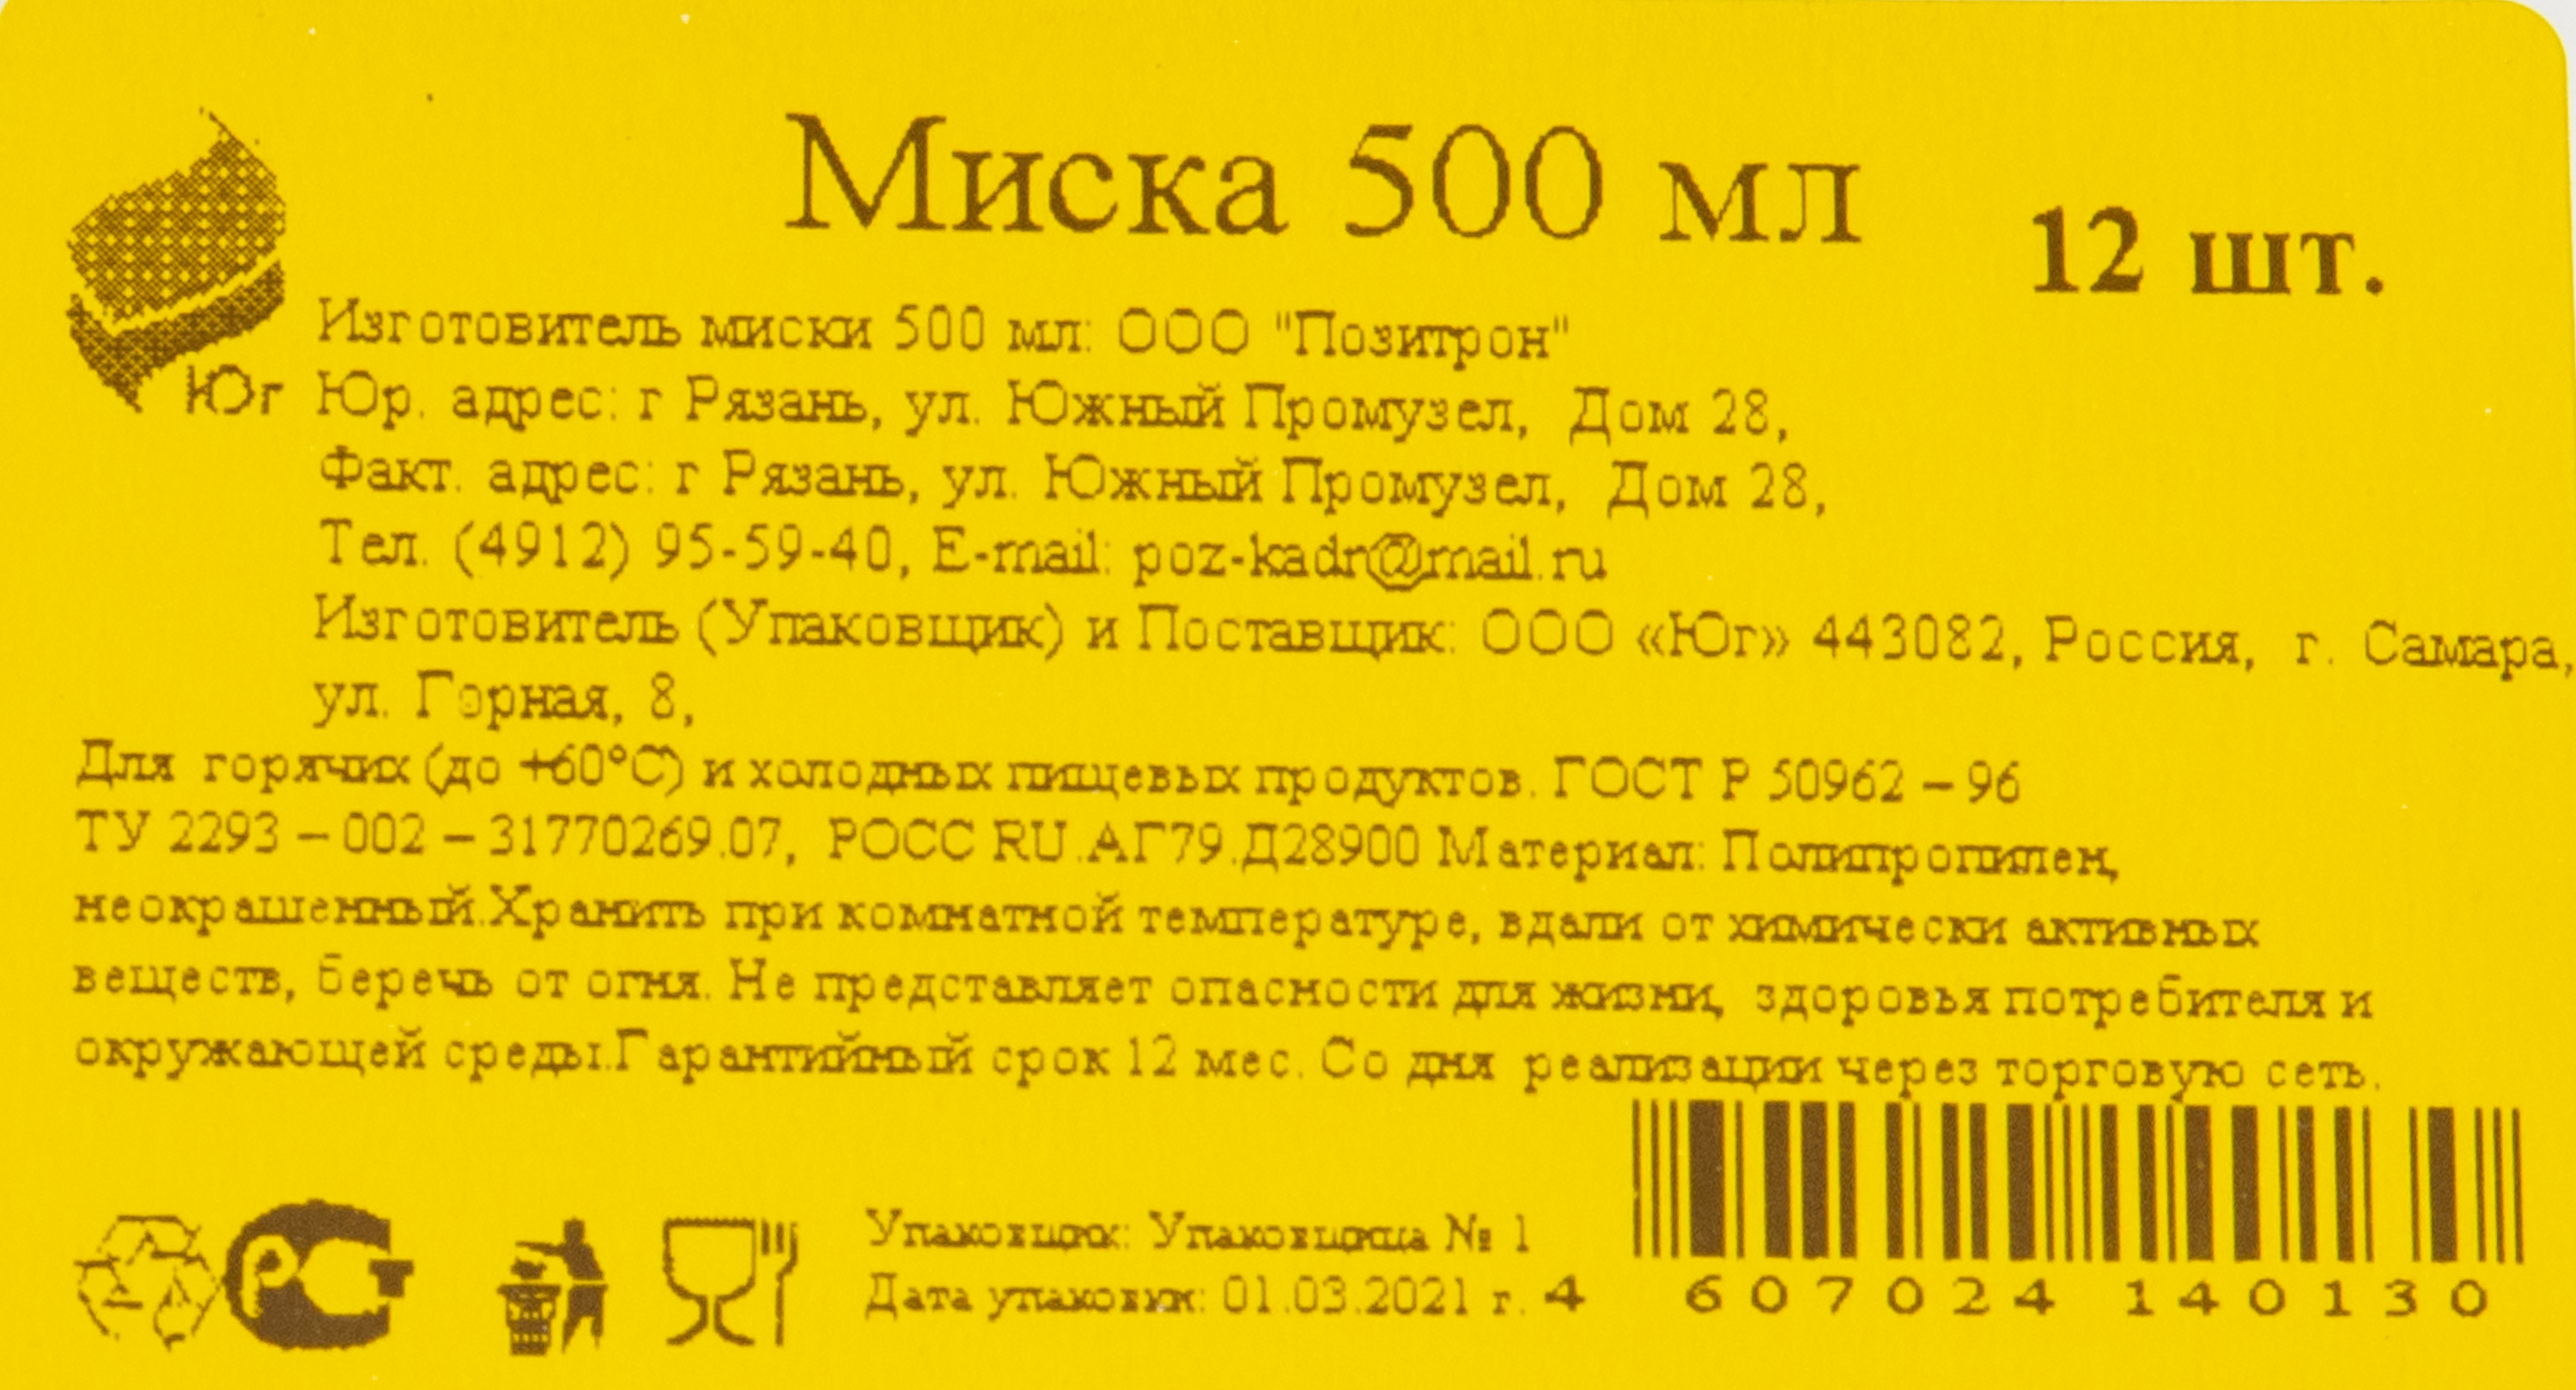 Миска 500 мл
12 шт.
Изготовитель миски 500 мл: ООО "Позитрон"
Юг
Юр. адрес: г Рязань, ул. Южный Промузел, Дом 28,
Факт. адрес: г Рязань, ул. Южный Промузел, Дом 28,
Тел. (4912) 95-59-40, E-mail: poz-kadr@mail.ru
Изготовитель (Упаковщик) и Поставщик: ООО «Юг» 443082, Россия, г. Самара,
ул. Горная, 8,
Для горячих (до +60°С) и холодных пищевых продуктов. ГОСТ Р 50962 – 96
ТУ 2293 – 002 – 31770269.07, РОСС RU.АГ79.Д28900 Материал: Полипропилен,
неокрашенный.Хранить при комнатной температуре, вдали от химически активных
веществ, беречь от огня. Не представляет опасности для жизни, здоровья потребителя и
окружающей среды.Гарантийный срок 12 мес. Со дня реализации через торговую сеть.
РСТ
Упаковщик: Упаковщица № 1
Дата упаковки: 01.03.2021 г.
4 607024 140130